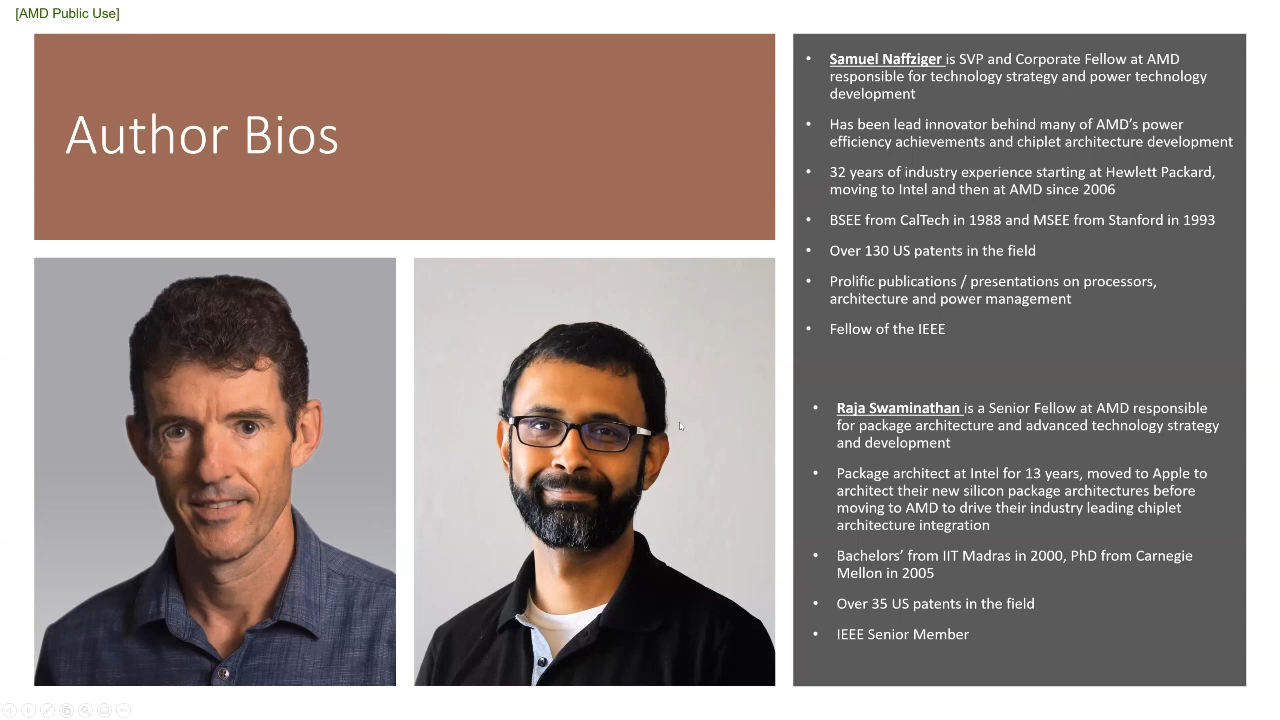 [AMD Public Use]
Author Bios
• Samuel Naffziger is SVP and Corporate Fellow at AMD
responsible for technology strategy and power technology
development
• Has been lead innovator behind many of AMD’s power
efficiency achievements and chiplet architecture development
• 32 years of industry experience starting at Hewlett Packard,
moving to Intel and then at AMD since 2006
• BSEE from CalTech in 1988 and MSEE from Stanford in 1993
• Over 130 US patents in the field
• Prolific publications / presentations on processors,
architecture and power management
• Fellow of the IEEE
• Raja Swaminathan is a Senior Fellow at AMD responsible
for package architecture and advanced technology strategy
and development
• Package architect at Intel for 13 years, moved to Apple to
architect their new silicon package architectures before
moving to AMD to drive their industry leading chiplet
architecture integration
• Bachelors’ from IIT Madras in 2000, PhD from Carnegie
Mellon in 2005
• Over 35 US patents in the field
• IEEE Senior Member